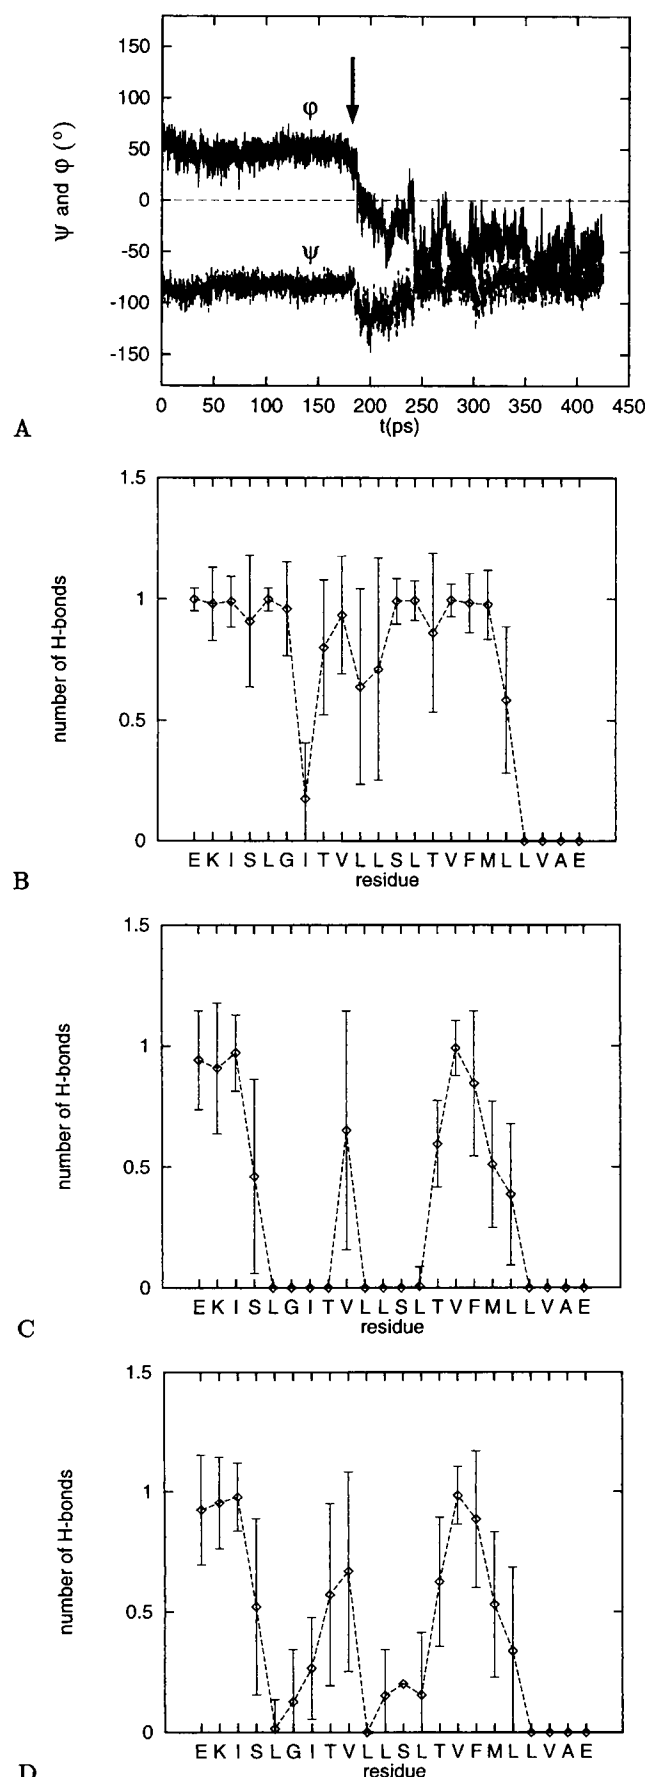 150
100
φ
50
0
ψ
-50
-100
-150
ψ and φ (°)
0 50 100 150 200 250 300 350 400 450
t(ps)
A
1.5
1
0.5
0
number of H-bonds
E K I S L G I T V L L S L T V F M L L V A E
residue
B
1.5
1
0.5
0
number of H-bonds
E K I S L G I T V L L S L T V F M L L V A E
residue
C
1.5
1
0.5
0
number of H-bonds
E K I S L G I T V L L S L T V F M L L V A E
residue
D